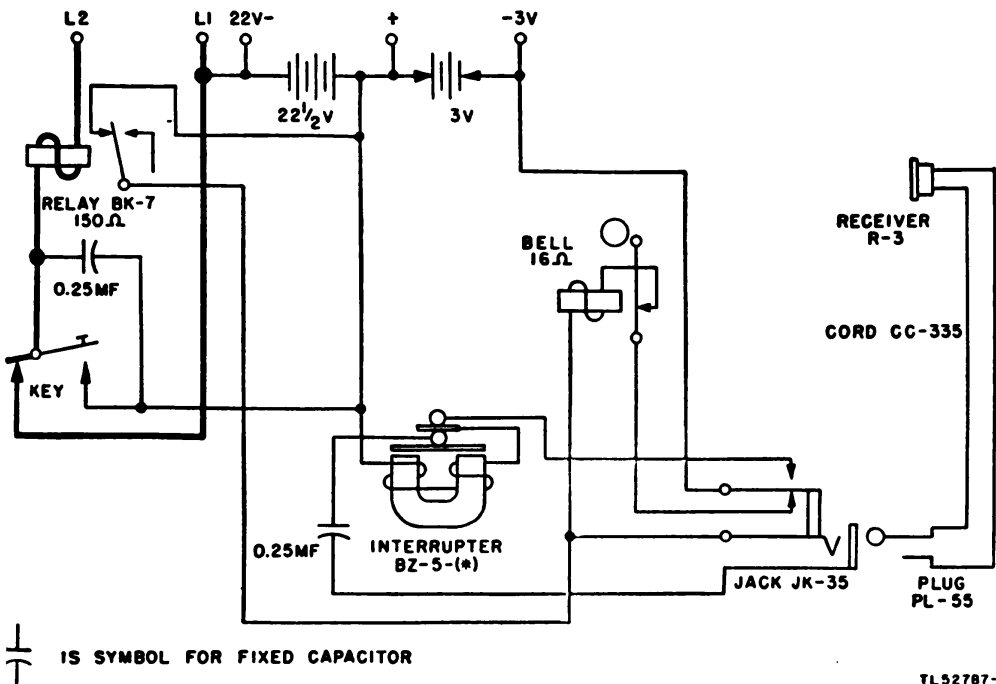 L2
L1
22V-
+
-3V
22½V
3V
RELAY BK-7
150Ω
0.25MF
KEY
BELL
16Ω
RECEIVER
R-3
CORD CC-335
0.25MF
INTERRUPTER
BZ-5-(*)
JACK JK-35
PLUG
PL-55
IS SYMBOL FOR FIXED CAPACITOR
TL52787-